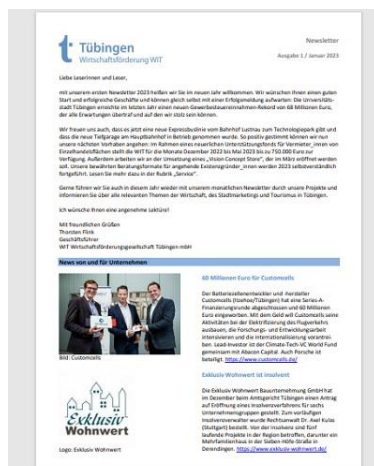 Newsletter
Tübingen
Wirtschaftsförderung WIT
Ausgabe 1 / Januar 2023
Liebe Leserinnen und Leser,
mit unserem ersten Newsletter 2023 heißen wir Sie im neuen Jahr willkommen. Wir wünschen Ihnen einen guten
Start und erfolgreiche Geschäfte und können gleich selbst mit einer Erfolgsmeldung aufwarten: Die Universitäts-
stadt Tübingen erreichte im letzten Jahr einen neuen Gewerbesteuereinnahmen-Rekord von 68 Millionen Euro,
der alle Erwartungen übertraf und auf den wir stolz sein können.
Wir freuen uns auch, dass es jetzt eine neue Expressbuslinie vom Bahnhof Lustnau zum Technologiepark gibt und
dass die neue Tiefgarage am Hauptbahnhof in Betrieb genommen wurde. So positiv gestimmt können wir nun
unsere nächsten Vorhaben angehen: Im Rahmen eines neuartigen Unterstützungsfonds für Vermieter_innen von
Einzelhandelsflächen stellt die WIT für die Monate Dezember 2022 bis Mai 2023 bis zu 750.000 Euro zur
Verfügung. Außerdem arbeiten wir an der Umsetzung eines „Vision Concept Store“, der im März eröffnet werden
soll. Unsere bewährten Beratungsformate für angehende Existenzgründer_innen werden 2023 selbstverständlich
fortgeführt. Lesen Sie mehr dazu in der Rubrik „Service“.
Gerne führen wir Sie auch in diesem Jahr wieder mit unserem monatlichen Newsletter durch unsere Projekte und
informieren Sie über alle relevanten Themen der Wirtschaft, des Stadtmarketings und Tourismus in Tübingen.
Ich wünsche Ihnen eine angenehme Lektüre!
Mit freundlichen Grüßen
Thorsten Flink
Geschäftsführer
WIT Wirtschaftsförderungsgesellschaft Tübingen mbH
News von und für Unternehmen
60 Millionen Euro für Customcells
Der Batteriezellenentwickler und -hersteller
Customcells (Itzehoe/Tübingen) hat eine Series-A-
Finanzierungsrunde abgeschlossen und 60 Millionen
Euro eingeworben. Mit dem Geld will Customcells seine
Aktivitäten bei der Elektrifizierung des Flugverkehrs
ausbauen, die Forschungs- und Entwicklungsarbeit
intensivieren und die Internationalisierung vorantrei-
ben. Lead-Investor ist der Climate-Tech-VC World Fund
gemeinsam mit Abacon Capital. Auch Porsche ist
beteiligt. https://www.customcells.de/
Bild: Customcells
Exklusiv Wohnwert ist insolvent
Die Exklusiv Wohnwert Bauunternehmung GmbH hat
im Dezember beim Amtsgericht Tübingen einen Antrag
auf Eröffnung eines Insolvenzverfahrens für sechs
Unternehmensgruppen gestellt. Zum vorläufigen
Insolvenzverwalter wurde Rechtsanwalt Dr. Axel Kulas
(Stuttgart) bestellt. Von der Insolvenz sind fünf
laufende Projekte in der Region betroffen, darunter ein
Mehrfamilienhaus in der Sieben-Höfe-Straße in
Derendingen. https://www.exklusiv-wohnwert.de/
Exklusiv
Wohnwert
Logo: Exklusiv Wohnwert